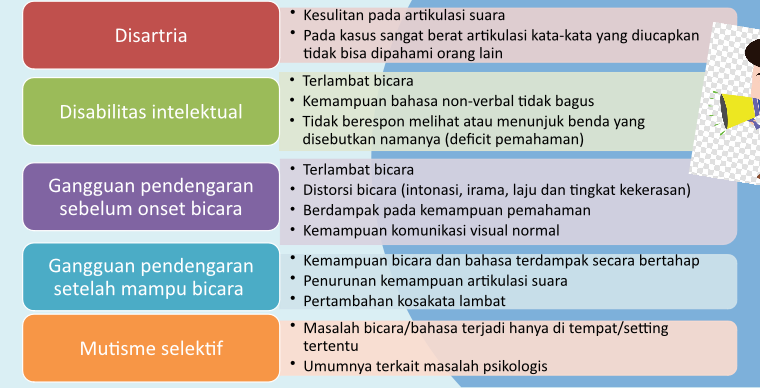 Disartria
• Kesulitan pada artikulasi suara
• Pada kasus sangat berat artikulasi kata-kata yang diucapkan
tidak bisa dipahami orang lain
Disabilitas intelektual
• Terlambat bicara
• Kemampuan bahasa non-verbal tidak bagus
• Tidak berespon melihat atau menunjuk benda yang
disebutkan namanya (deficit pemahaman)
Gangguan pendengaran
sebelum onset bicara
• Terlambat bicara
• Distorsi bicara (intonasi, irama, laju dan tingkat kekerasan)
• Berdampak pada kemampuan pemahaman
• Kemampuan komunikasi visual normal
Gangguan pendengaran
setelah mampu bicara
• Kemampuan bicara dan bahasa terdampak secara bertahap
• Penurunan kemampuan artikulasi suara
• Pertambahan kosakata lambat
Mutisme selektif
• Masalah bicara/bahasa terjadi hanya di tempat/setting
tertentu
• Umumnya terkait masalah psikologis